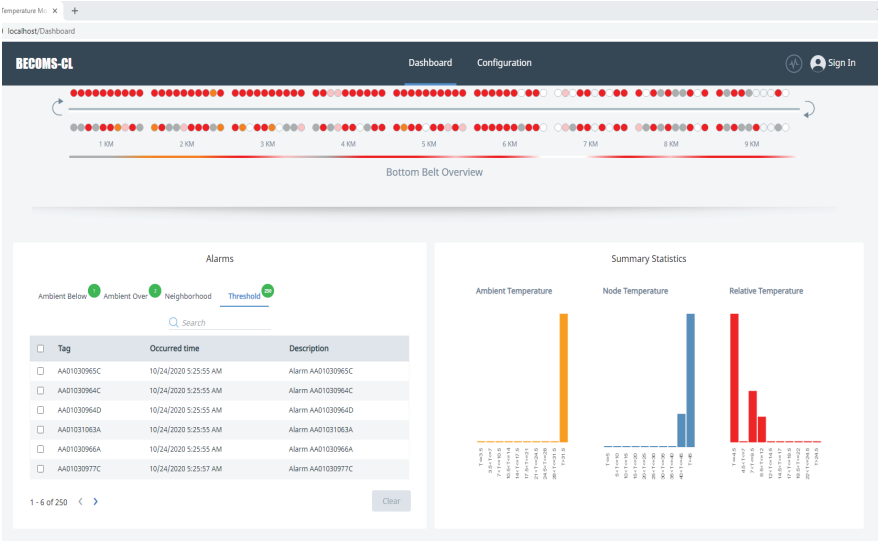 Temperature Mo × +
localhost/Dashboard
BECOMS-CL Dashboard Configuration Sign In
1 KM 2 KM 3 KM 4 KM 5 KM 6 KM 7 KM 8 KM 9 KM
Bottom Belt Overview
Alarms
Ambient Below 1 Ambient Over 2 Neighborhood Threshold 250
Search
Tag Occurred time Description
AA01030965C 10/24/2020 5:25:55 AM Alarm AA01030965C
AA01030964C 10/24/2020 5:25:55 AM Alarm AA01030964C
AA01030964D 10/24/2020 5:25:55 AM Alarm AA01030964D
AA01031063A 10/24/2020 5:25:55 AM Alarm AA01031063A
AA01030966A 10/24/2020 5:25:55 AM Alarm AA01030966A
AA01030977C 10/24/2020 5:25:57 AM Alarm AA01030977C
1 - 6 of 250 < > Clear
Summary Statistics
Ambient Temperature Node Temperature Relative Temperature